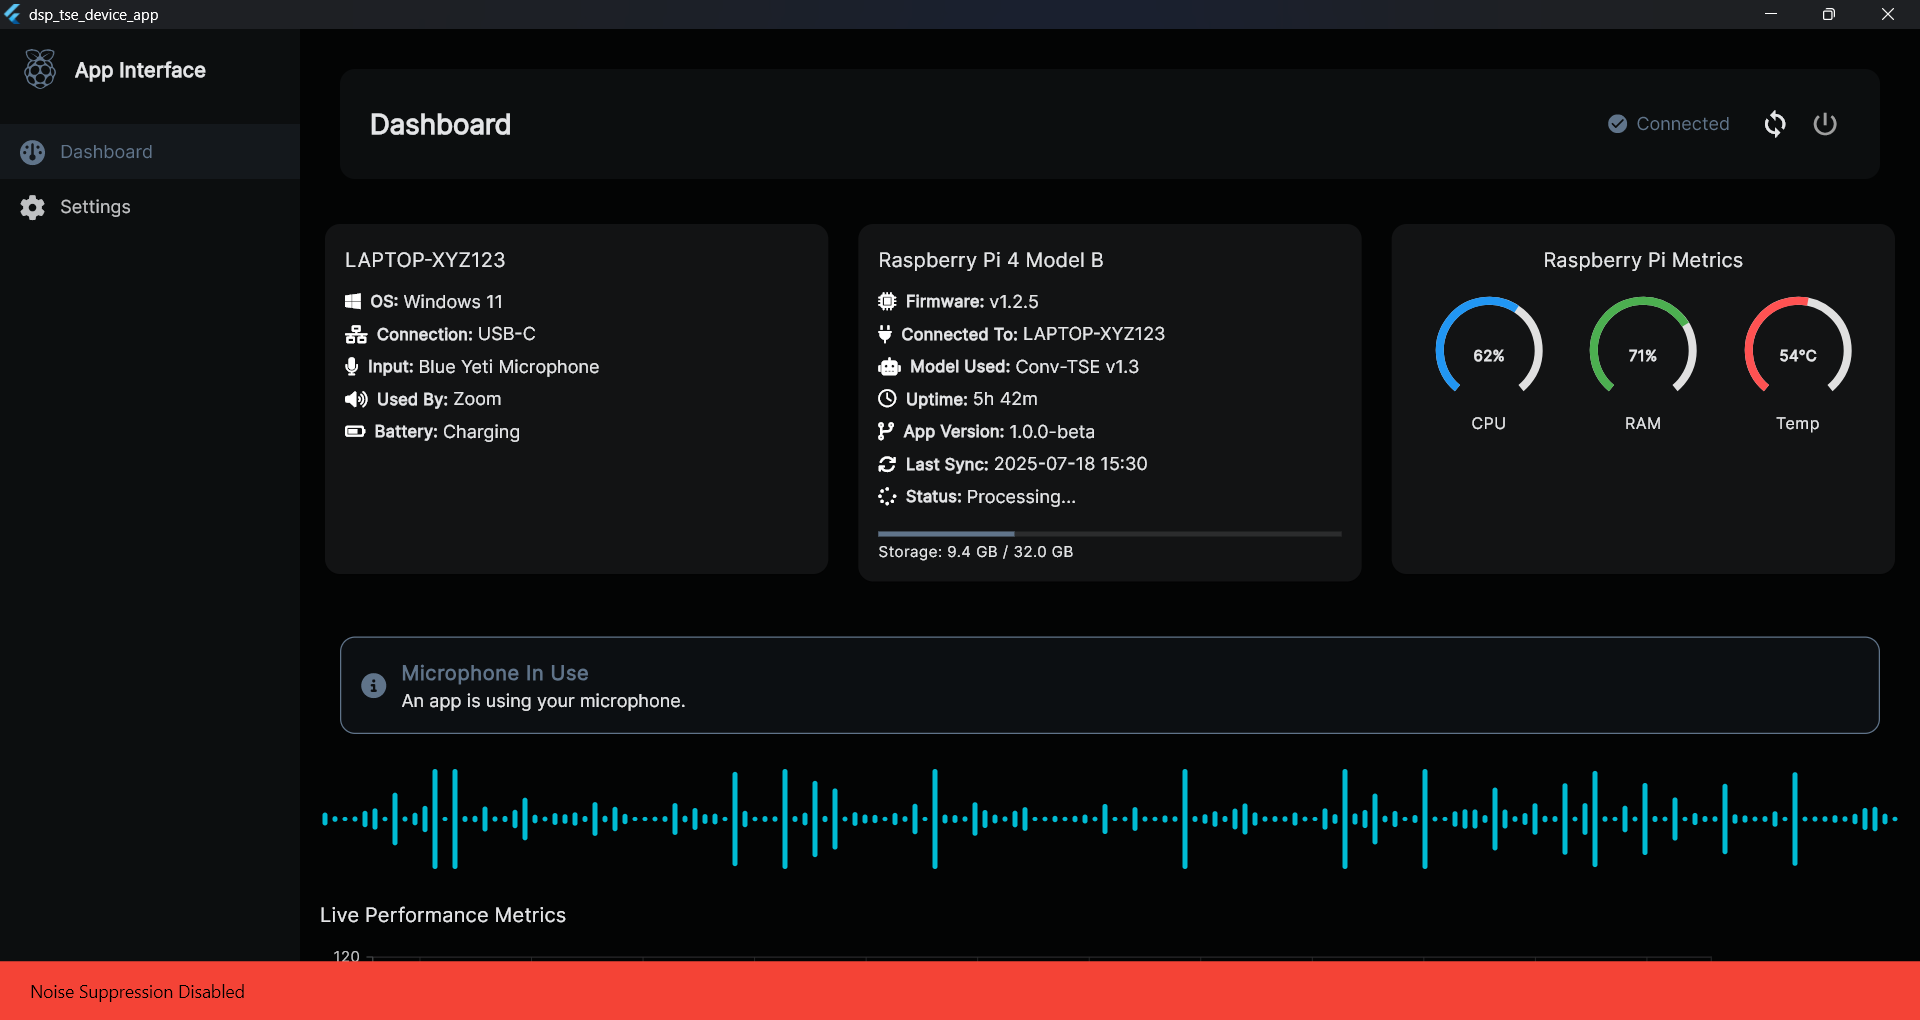 dsp_tse_device_app
App Interface
Dashboard
Settings
Dashboard
Connected
LAPTOP-XYZ123
OS: Windows 11
Connection: USB-C
Input: Blue Yeti Microphone
Used By: Zoom
Battery: Charging
Raspberry Pi 4 Model B
Firmware: v1.2.5
Connected To: LAPTOP-XYZ123
Model Used: Conv-TSE v1.3
Uptime: 5h 42m
App Version: 1.0.0-beta
Last Sync: 2025-07-18 15:30
Status: Processing...
Storage: 9.4 GB / 32.0 GB
Raspberry Pi Metrics
62%
71%
54°C
CPU
RAM
Temp
Microphone In Use
An app is using your microphone.
Live Performance Metrics
120
Noise Suppression Disabled